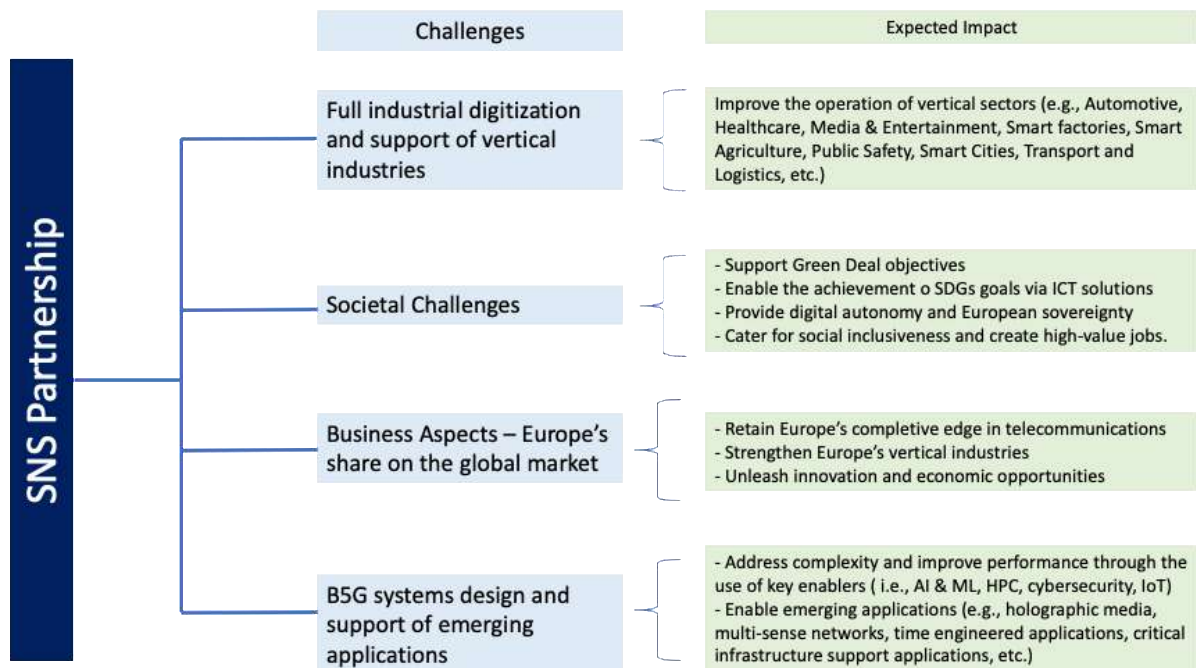 Challenges
Expected Impact
SNS Partnership
Full industrial digitization
and support of vertical
industries
Improve the operation of vertical sectors (e.g., Automotive,
Healthcare, Media & Entertainment, Smart factories, Smart
Agriculture, Public Safety, Smart Cities, Transport and
Logistics, etc.)
Societal Challenges
- Support Green Deal objectives
- Enable the achievement o SDGs goals via ICT solutions
- Provide digital autonomy and European sovereignty
- Cater for social inclusiveness and create high-value jobs.
Business Aspects – Europe's
share on the global market
- Retain Europe's completive edge in telecommunications
- Strengthen Europe's vertical industries
- Unleash innovation and economic opportunities
B5G systems design and
support of emerging
applications
- Address complexity and improve performance through the
use of key enablers ( i.e., AI & ML, HPC, cybersecurity, IoT)
- Enable emerging applications (e.g., holographic media,
multi-sense networks, time engineered applications, critical
infrastructure support applications, etc.)